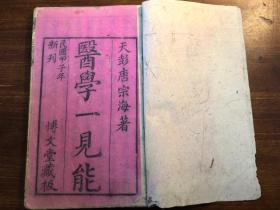 天彭唐宗海著
醫學一見能
民國甲子年
新刊
博文堂藏板